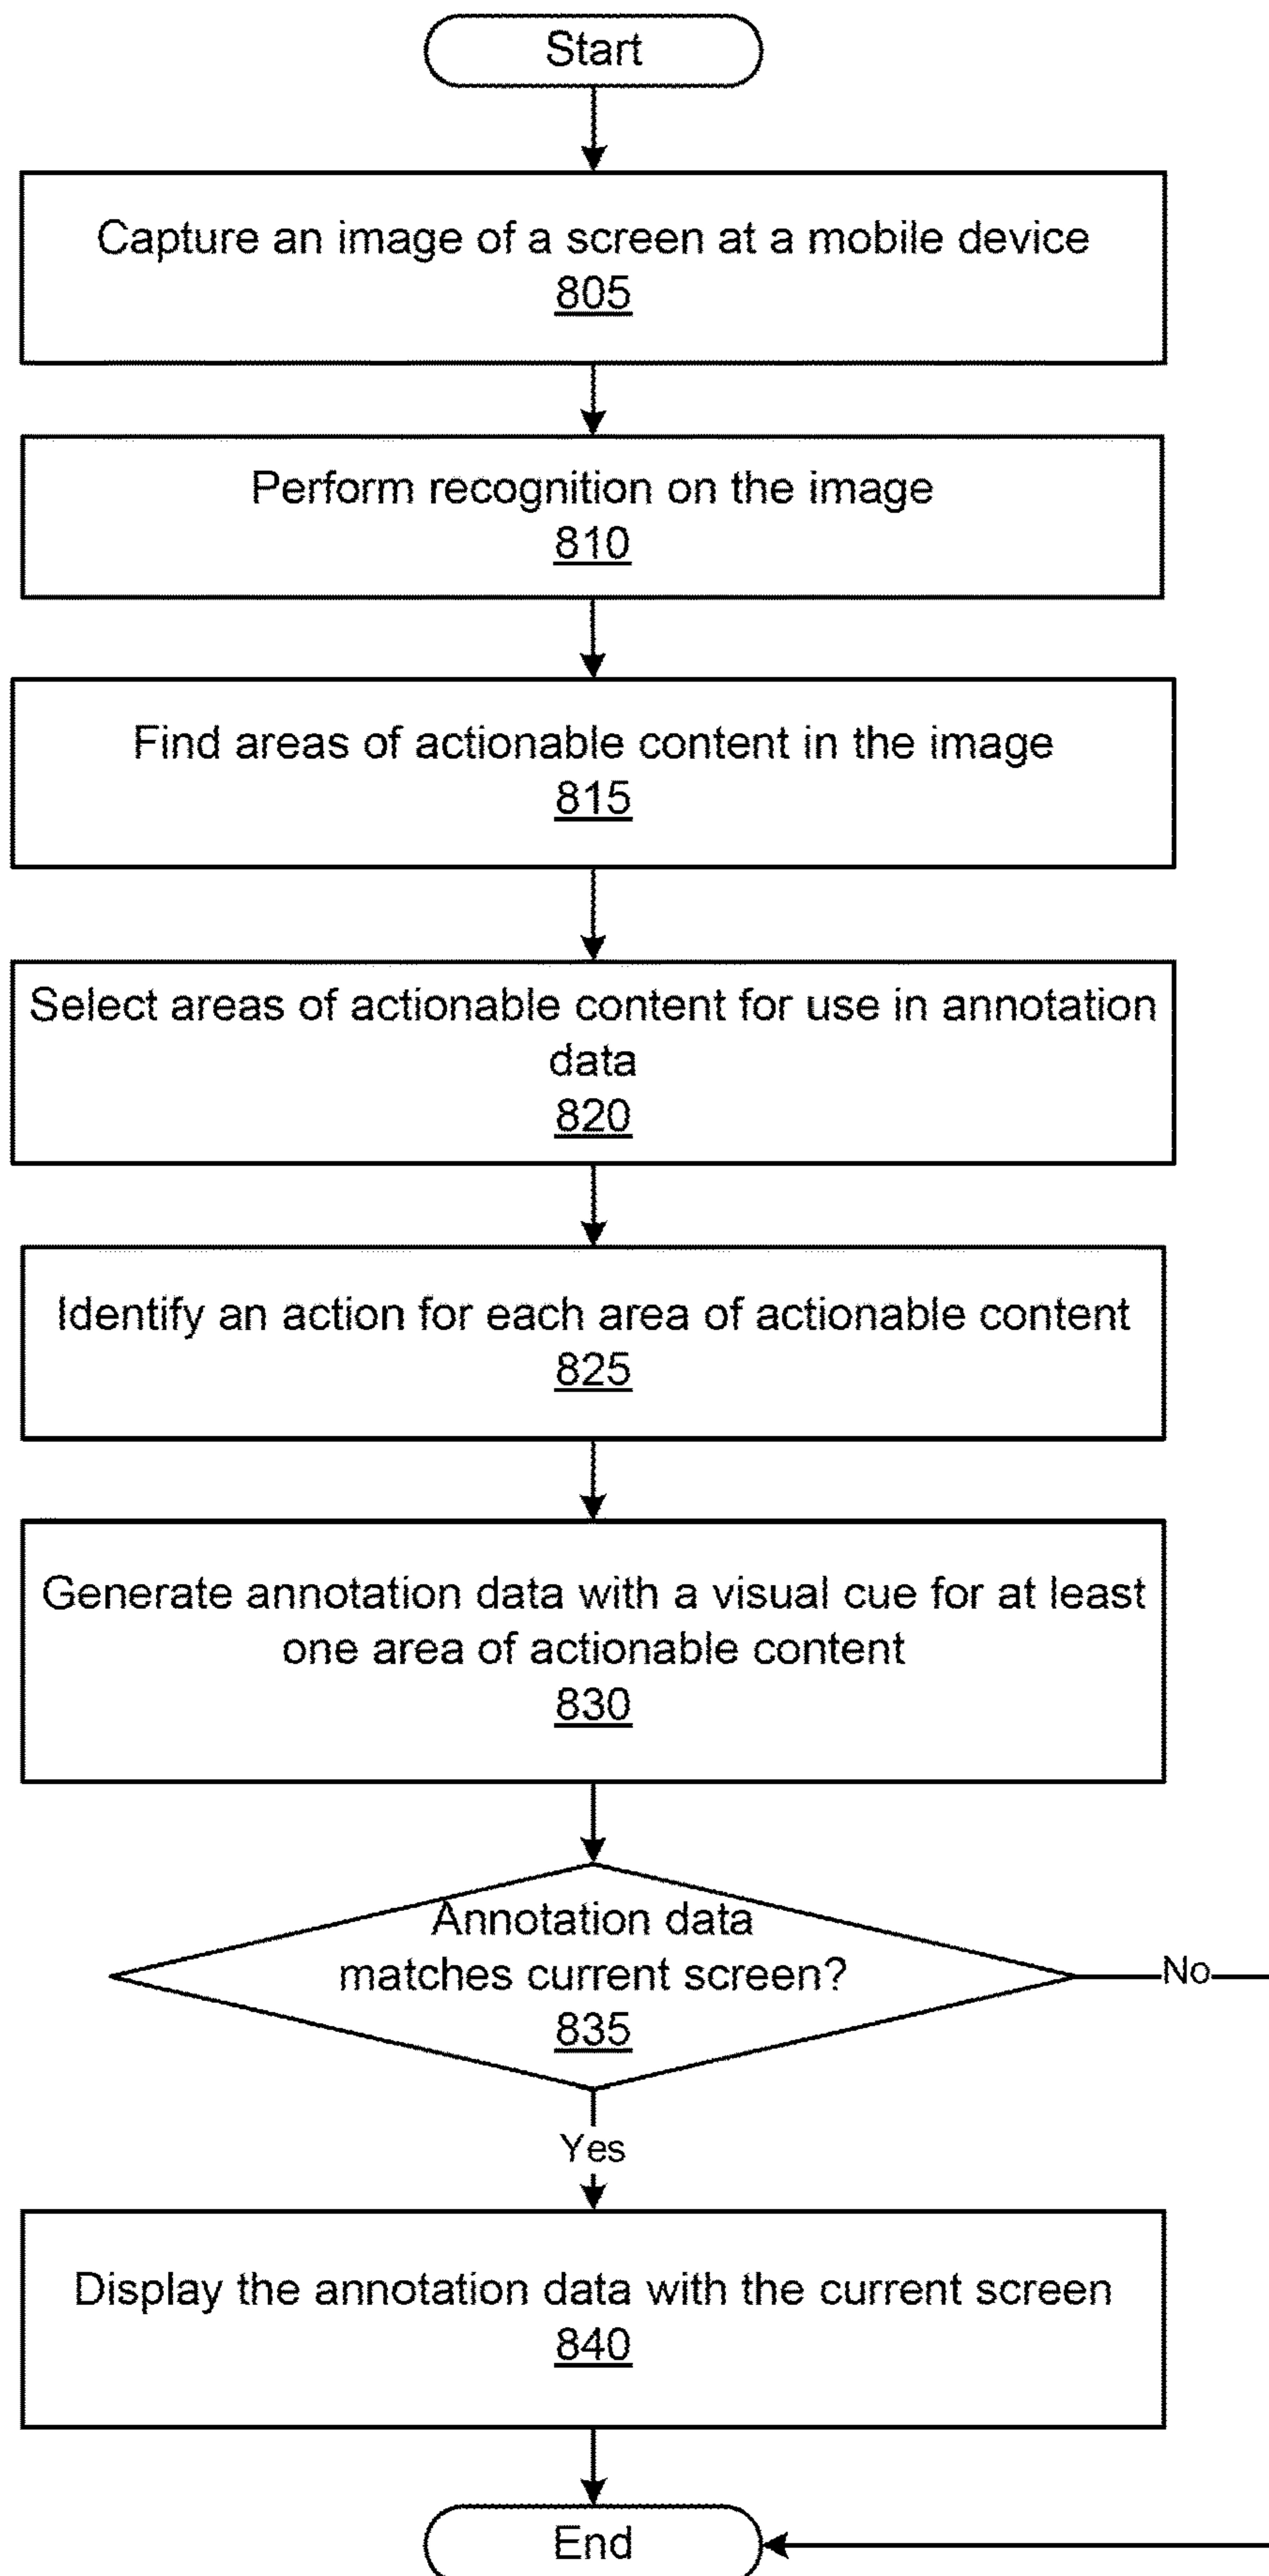 Start
Capture an image of a screen at a mobile device
805
Perform recognition on the image
810
Find areas of actionable content in the image
815
Select areas of actionable content for use in annotation
data
820
Identify an action for each area of actionable content
825
Generate annotation data with a visual cue for at least
one area of actionable content
830
Annotation data
matches current screen?
835
No
Yes
Display the annotation data with the current screen
840
End